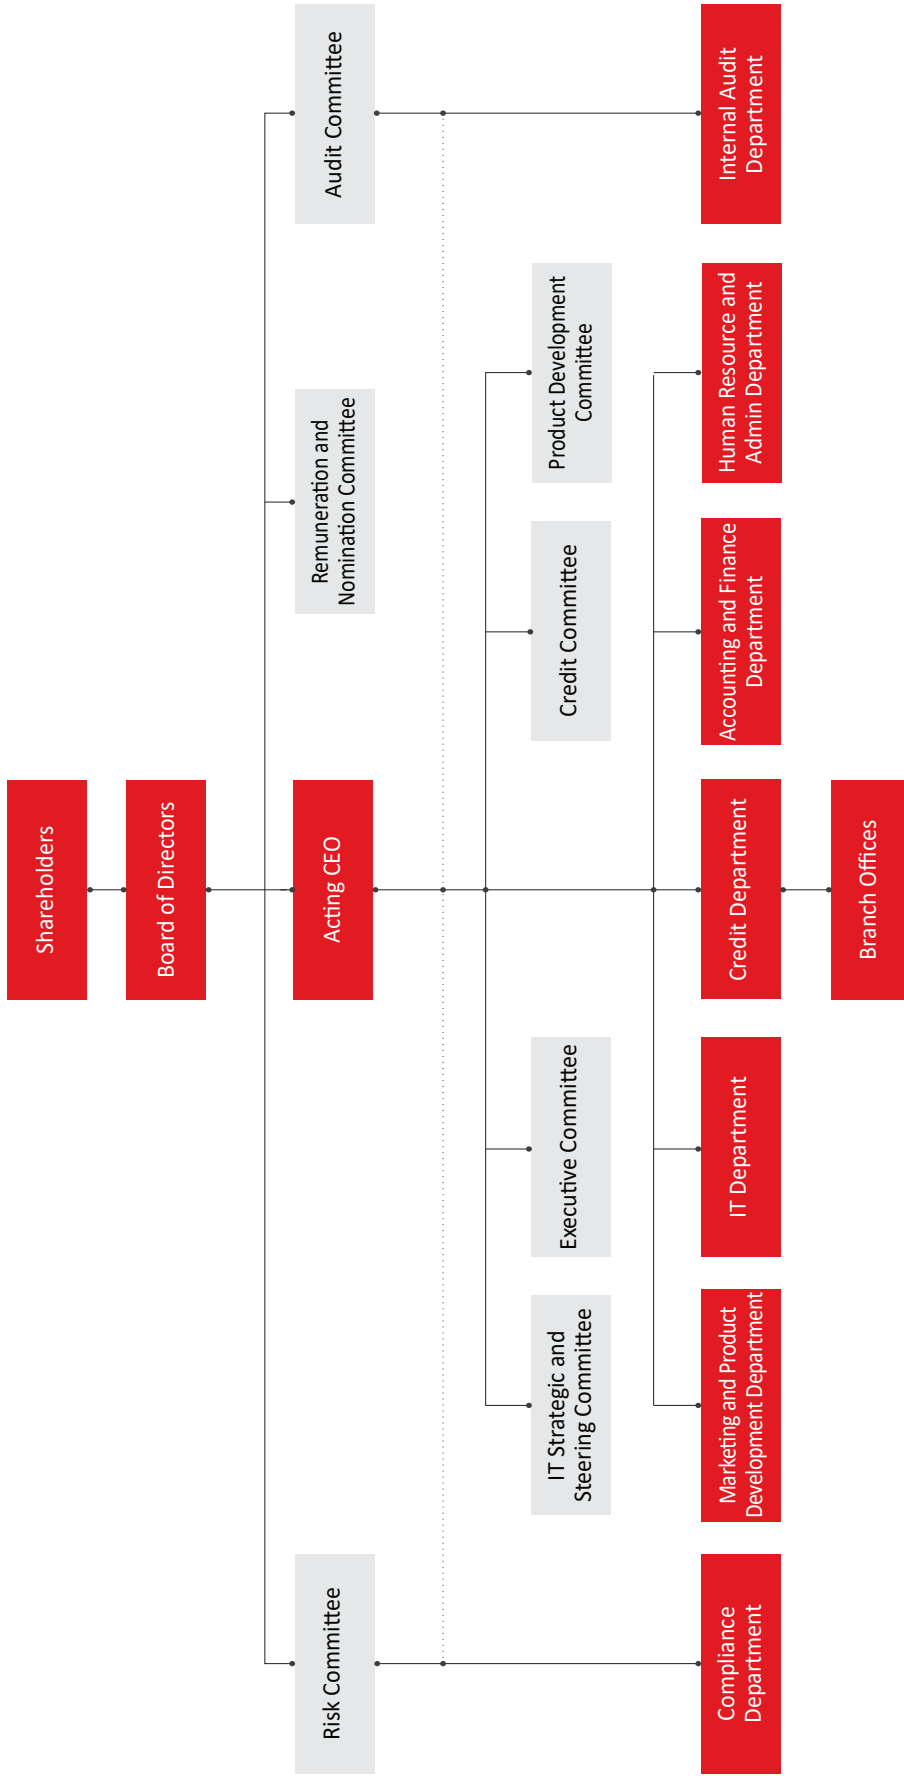 Shareholders
Board of Directors
Risk Committee
Acting CEO
Remuneration and
Nomination Committee
Audit Committee
IT Strategic and
Steering Committee
Executive Committee
Credit Committee
Product Development
Committee
Compliance
Department
Marketing and Product
Development Department
IT Department
Credit Department
Accounting and Finance
Department
Human Resource and
Admin Department
Internal Audit
Department
Branch Offices